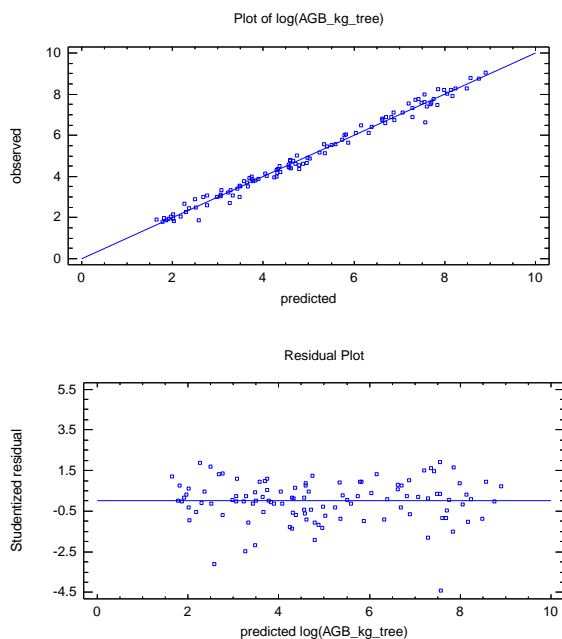 Plot of log(AGB_kg_tree)
10
8
6
4
2
0
observed
0 2 4 6 8 10
predicted
Residual Plot
5.5
3.5
1.5
-0.5
-2.5
-4.5
Studentized residual
0 2 4 6 8 10
predicted log(AGB_kg_tree)